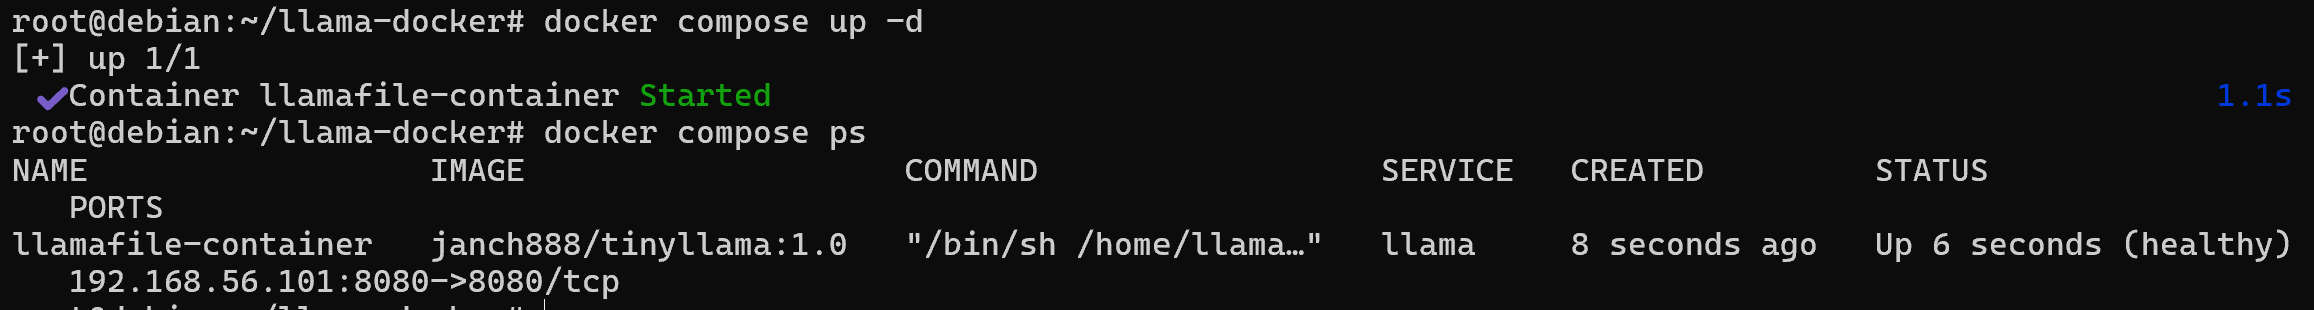 root@debian:~/llama-docker# docker compose up -d
[+] up 1/1
✔Container llamafile-container Started 1.1s
root@debian:~/llama-docker# docker compose ps
NAME IMAGE COMMAND SERVICE CREATED STATUS
PORTS
llamafile-container janch888/tinyllama:1.0 "/bin/sh /home/llama…" llama 8 seconds ago Up 6 seconds (healthy)
192.168.56.101:8080->8080/tcp